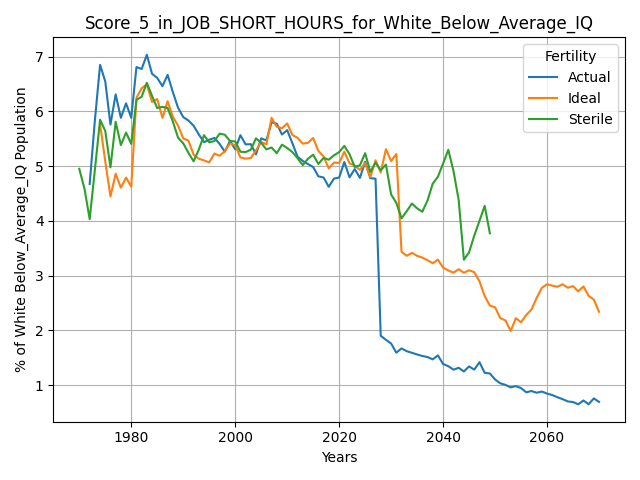 Score_5_in_JOB_SHORT_HOURS_for_White_Below_Average_IQ
% of White Below_Average_IQ Population
7
6
5
4
3
2
1
Fertility
Actual
Ideal
Sterile
1980
2000
2020
2040
2060
Years